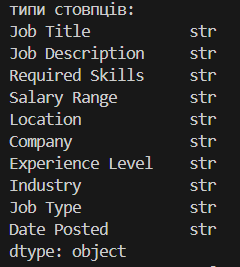 типи стовпців:
Job Title str
Job Description str
Required Skills str
Salary Range str
Location str
Company str
Experience Level str
Industry str
Job Type str
Date Posted str
dtype: object